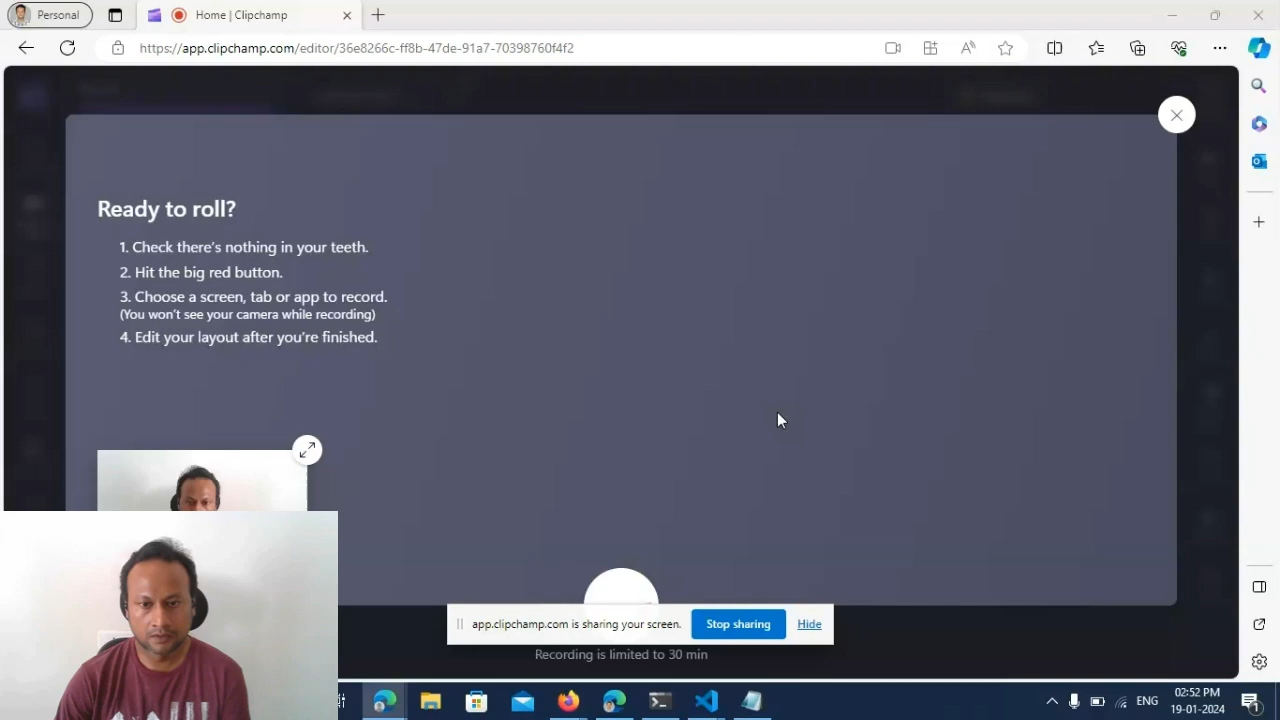 Personal
Home | Clipchamp
https://app.clipchamp.com/editor/36e8266c-ff8b-47de-91a7-70398760f4f2
Ready to roll?
1. Check there's nothing in your teeth.
2. Hit the big red button.
3. Choose a screen, tab or app to record.
(You won't see your camera while recording)
4. Edit your layout after you're finished.
app.clipchamp.com is sharing your screen.
Stop sharing
Hide
Recording is limited to 30 min
ENG
02:52 PM
19-01-2024
1